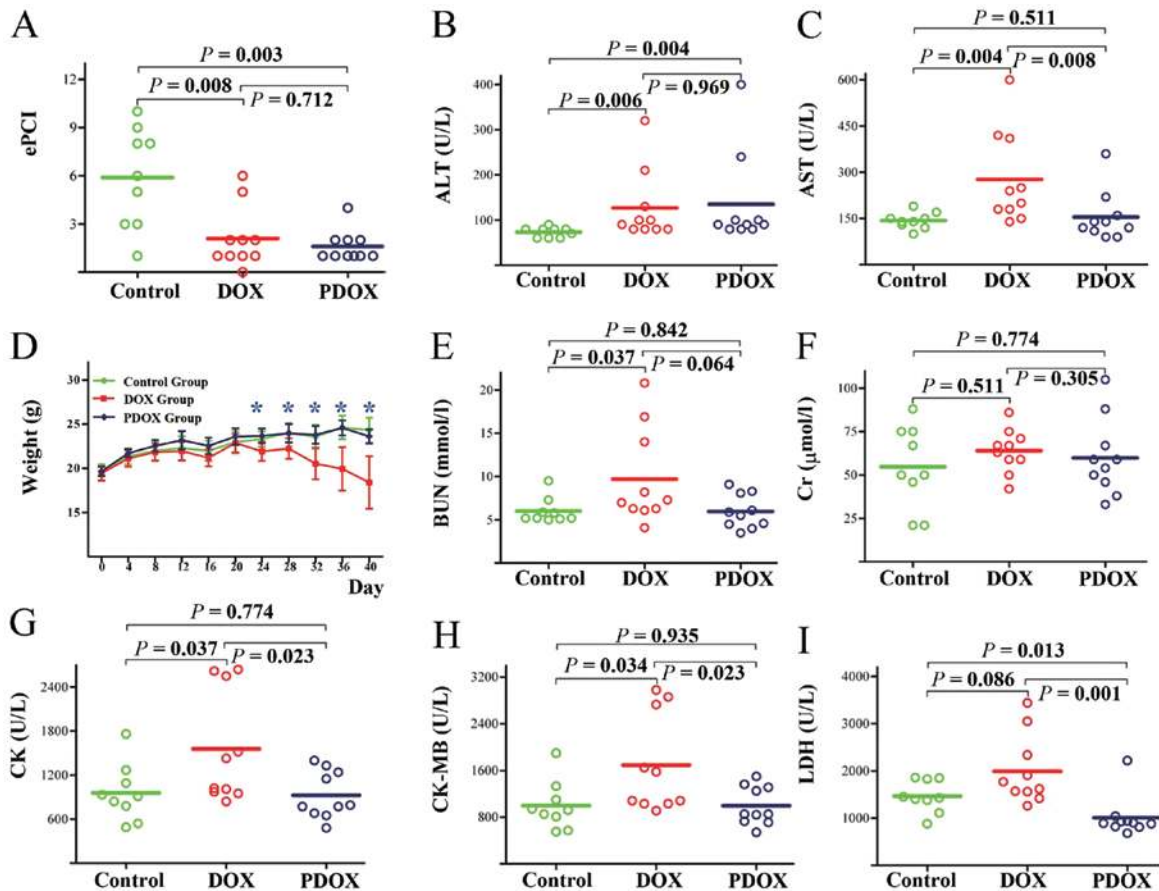 A
P = 0.003
P = 0.008
P = 0.712
ePCI
12
9
6
3
Control DOX PDOX
B
P = 0.004
P = 0.969
P = 0.006
ALT (U/L)
400
300
200
100
0
Control DOX PDOX
C
P = 0.511
P = 0.004
P = 0.008
AST (U/L)
600
450
300
150
0
Control DOX PDOX
D
Weight (g)
30
25
20
15
Control Group
DOX Group
PDOX Group
* * * * *
0 4 8 12 16 20 24 28 32 36 40
Day
E
P = 0.842
P = 0.037
P = 0.064
BUN (mmol/l)
20
15
10
5
Control DOX PDOX
F
P = 0.774
P = 0.511
P = 0.305
Cr (μmol/l)
100
75
50
25
0
Control DOX PDOX
G
P = 0.774
P = 0.037
P = 0.023
CK (U/L)
2400
1800
1200
600
Control DOX PDOX
H
P = 0.935
P = 0.034
P = 0.023
CK-MB (U/L)
3200
2400
1600
800
Control DOX PDOX
I
P = 0.013
P = 0.086
P = 0.001
LDH (U/L)
4000
3000
2000
1000
0
Control DOX PDOX